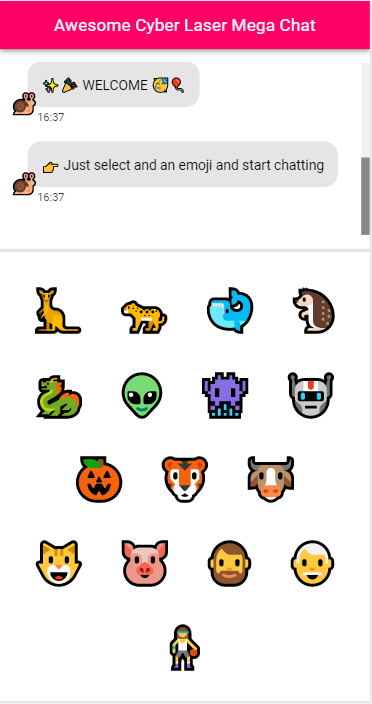 Awesome Cyber Laser Mega Chat
✨ 🎉 WELCOME 🥳 🎈
16:37
👉 Just select and an emoji and start chatting
16:37